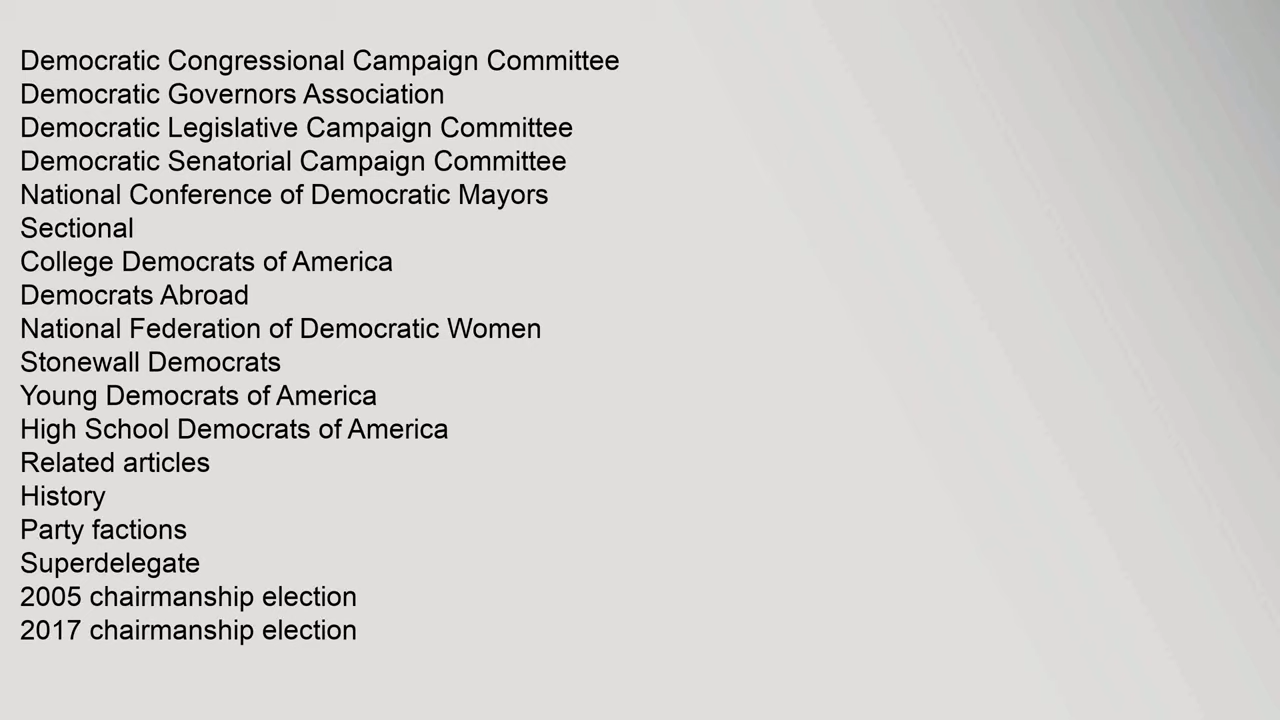 Democratic Congressional Campaign Committee
Democratic Governors Association
Democratic Legislative Campaign Committee
Democratic Senatorial Campaign Committee
National Conference of Democratic Mayors
Sectional
College Democrats of America
Democrats Abroad
National Federation of Democratic Women
Stonewall Democrats
Young Democrats of America
High School Democrats of America
Related articles
History
Party factions
Superdelegate
2005 chairmanship election
2017 chairmanship election